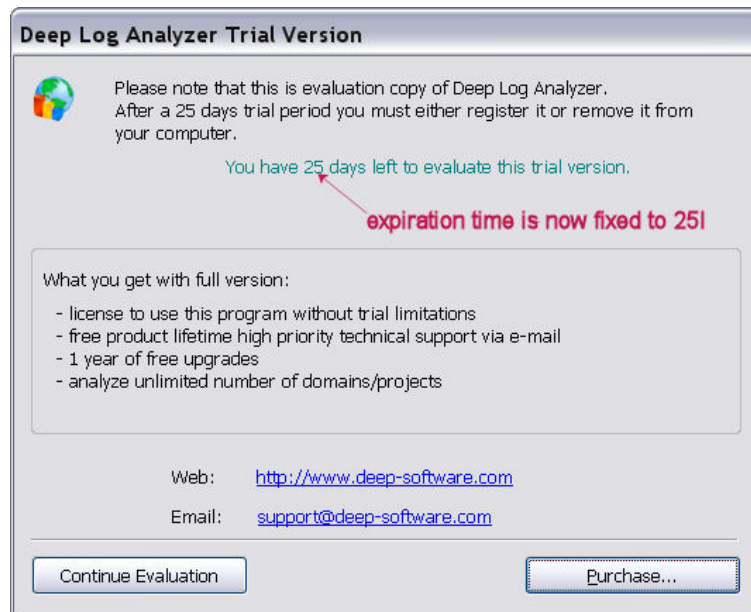 Deep Log Analyzer Trial Version
Please note that this is evaluation copy of Deep Log Analyzer.
After a 25 days trial period you must either register it or remove it from
your computer.
You have 25 days left to evaluate this trial version.
expiration time is now fixed to 25!
What you get with full version:
- license to use this program without trial limitations
- free product lifetime high priority technical support via e-mail
- 1 year of free upgrades
- analyze unlimited number of domains/projects
Web: http://www.deep-software.com
Email: support@deep-software.com
Continue Evaluation
Purchase...